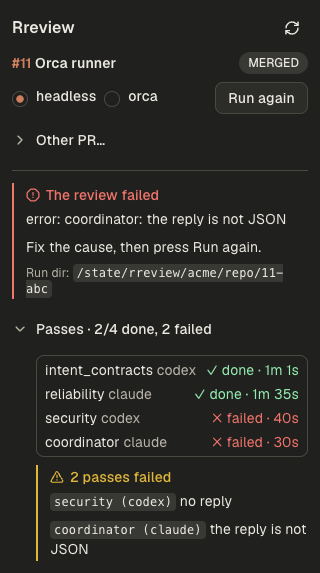 Rreview
#11 Orca runner MERGED
headless orca Run again
Other PR...
The review failed
error: coordinator: the reply is not JSON
Fix the cause, then press Run again.
Run dir: /state/rreview/acme/repo/11-
abc
Passes · 2/4 done, 2 failed
intent_contracts codex ✓ done · 1m 1s
reliability claude ✓ done · 1m 35s
security codex ✕ failed · 40s
coordinator claude ✕ failed · 30s
2 passes failed
security (codex) no reply
coordinator (claude) the reply is not
JSON